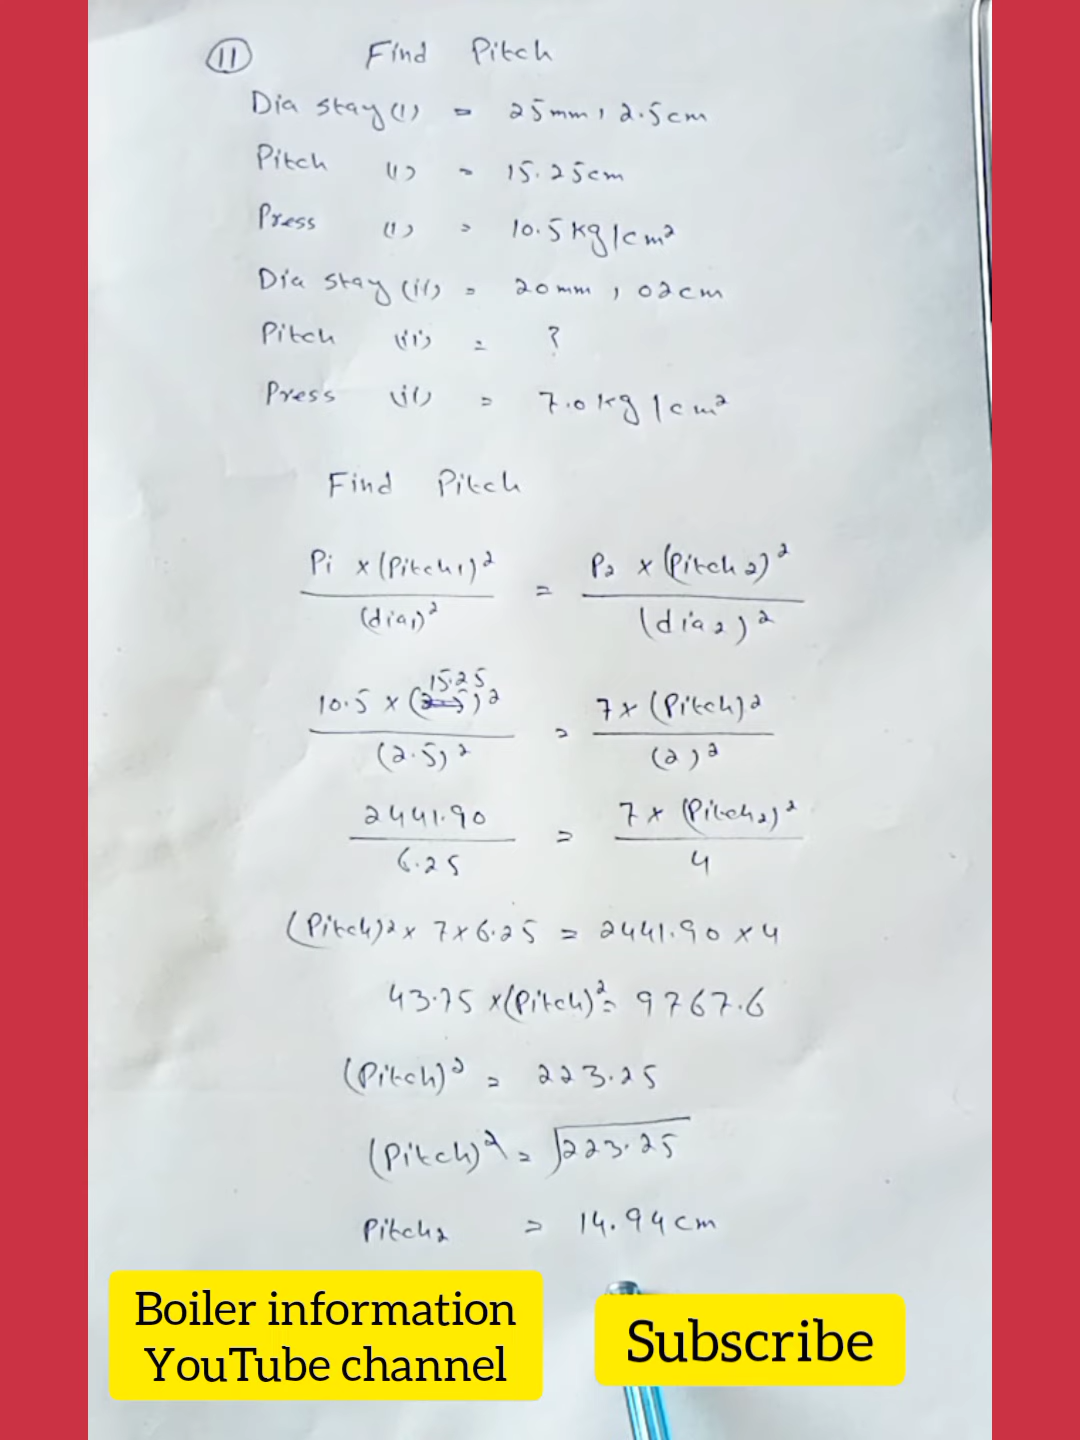 11 Find Pitch
Dia stay (1) = 25mm, 2.5cm
Pitch (1) = 15.25cm
Press (1) = 10.5 kg/cm²
Dia stay (ii) = 20mm, 02cm
Pitch (ii) = ?
Press (ii) = 7.0 kg/cm²
Find Pitch
P1 x (Pitch1)² / (dia1)² = P2 x (Pitch2)² / (dia2)²
10.5 x (15.25)² / (2.5)² = 7 x (Pitch)² / (2)²
2441.90 / 6.25 = 7 x (Pitch2)² / 4
(Pitch)² x 7 x 6.25 = 2441.90 x 4
43.75 x (Pitch)² = 9767.6
(Pitch)² = 223.25
(Pitch)² = √223.25
Pitch2 = 14.94cm
Boiler information
YouTube channel
Subscribe